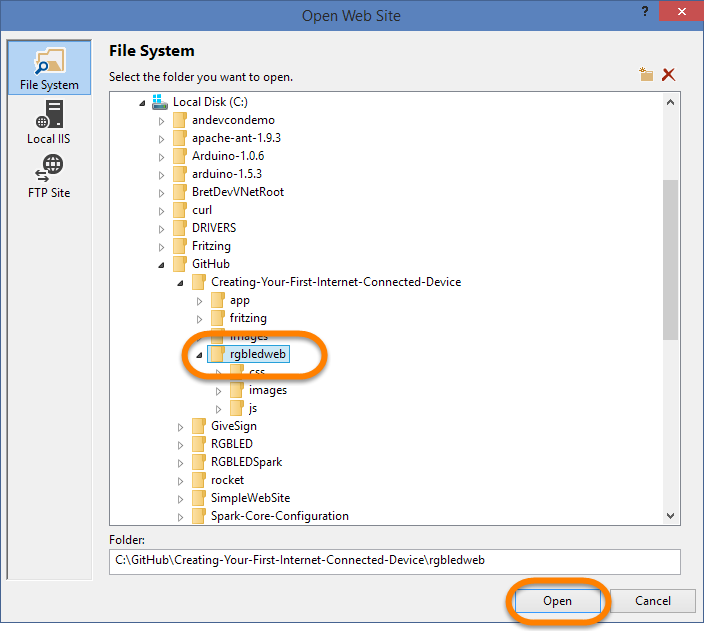 Open Web Site
?
File System
Local IIS
FTP Site
File System
Select the folder you want to open.
Local Disk (C:)
andevcondemo
apache-ant-1.9.3
Arduino-1.0.6
arduino-1.5.3
BretDevVNetRoot
curl
DRIVERS
Fritzing
GitHub
Creating-Your-First-Internet-Connected-Device
app
fritzing
images
rgbledweb
css
images
js
GiveSign
RGBLED
RGBLEDSpark
rocket
SimpleWebSite
Spark-Core-Configuration
Folder:
C:\GitHub\Creating-Your-First-Internet-Connected-Device\rgbledweb
Open
Cancel